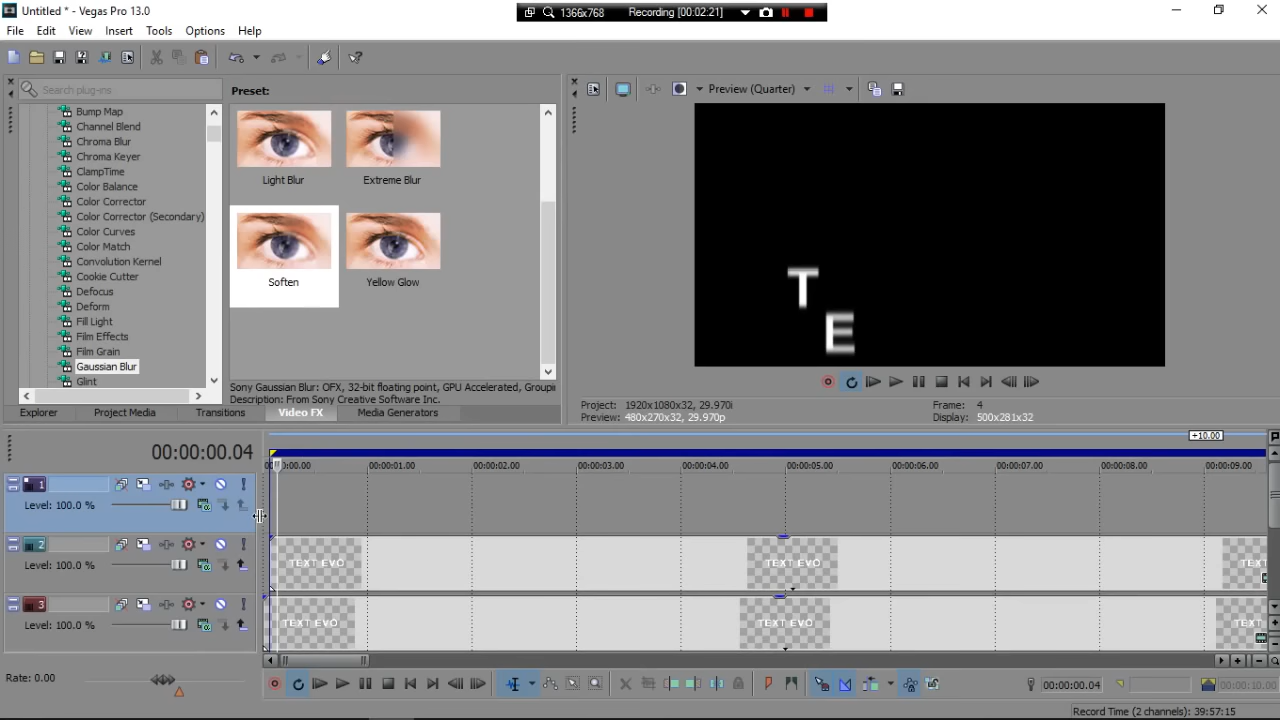 Untitled * - Vegas Pro 13.0
1366x768 Recording [00:02:21]
File Edit View Insert Tools Options Help
Search plug-ins
Preset:
Preview (Quarter)
Bump Map
Channel Blend
Chroma Blur
Chroma Keyer
ClampTime
Color Balance
Color Corrector
Color Corrector (Secondary)
Color Curves
Color Match
Convolution Kernel
Cookie Cutter
Defocus
Deform
Fill Light
Film Effects
Film Grain
Gaussian Blur
Glint
Light Blur Extreme Blur
Soften Yellow Glow
Sony Gaussian Blur: OFX, 32-bit floating point, GPU Accelerated, Groupin
Description: From Sony Creative Software Inc.
T
E
Explorer Project Media Transitions Video FX Media Generators
Project: 1920x1080x32, 29.970i Frame: 4
Preview: 480x270x32, 29.970p Display: 500x281x32
+10.00
00:00:00.04
0:00.00 00:00:01.00 00:00:02.00 00:00:03.00 00:00:04.00 00:00:05.00 00:00:06.00 00:00:07.00 00:00:08.00 00:00:09.00
1
Level: 100.0 %
2
Level: 100.0 %
TEXT EVO TEXT EVO TEXT
3
Level: 100.0 %
TEXT EVO TEXT EVO TEXT
Rate: 0.00
00:00:00.04 00:00:10.00
Record Time (2 channels): 39:57:15